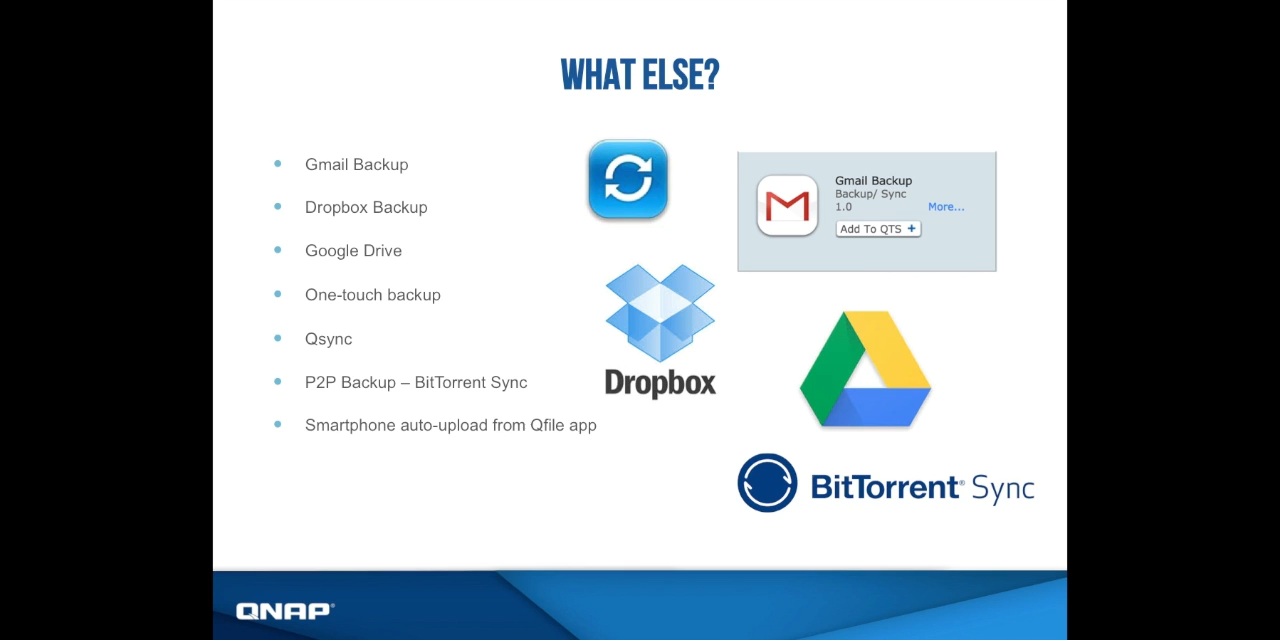 WHAT ELSE?
Gmail Backup
Dropbox Backup
Google Drive
One-touch backup
Qsync
P2P Backup – BitTorrent Sync
Smartphone auto-upload from Qfile app
Gmail Backup
Backup/ Sync
1.0 More...
Add To QTS +
Dropbox
BitTorrent® Sync
QNAP®